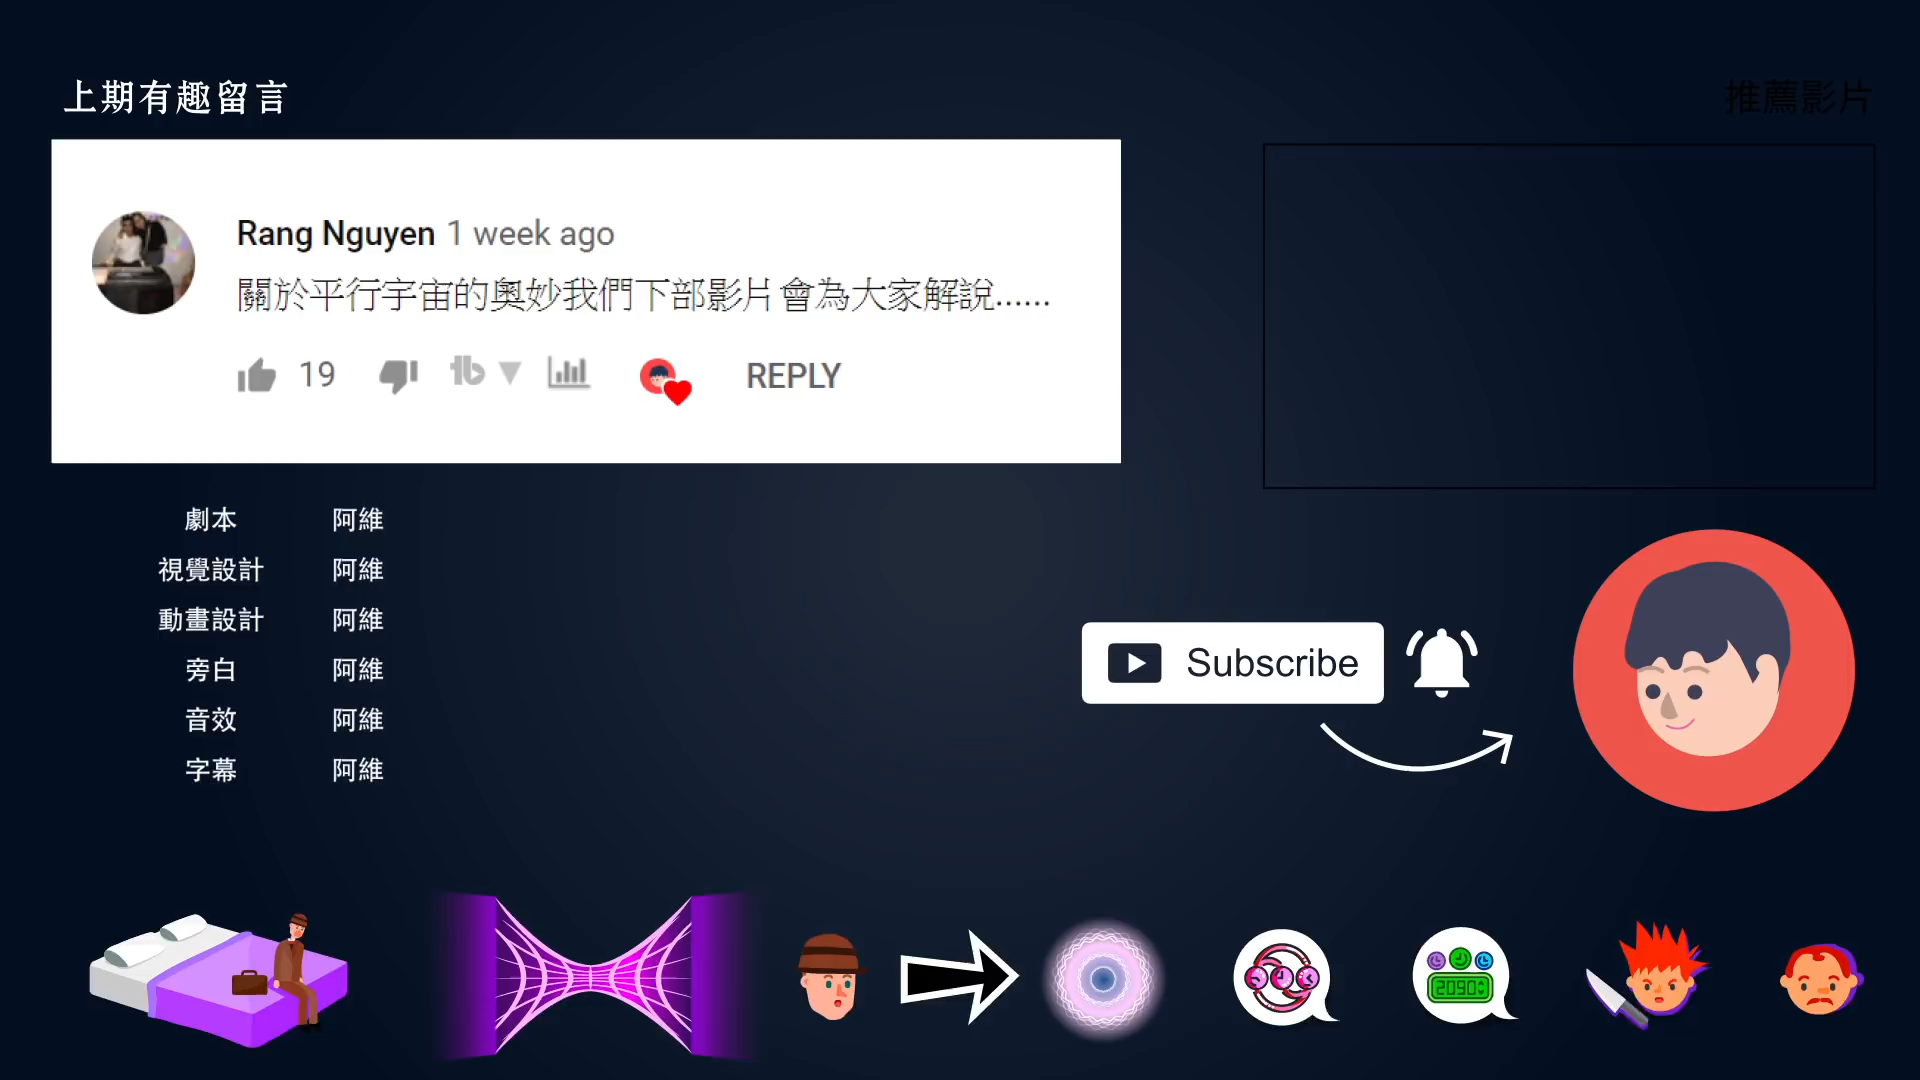 上期有趣留言
推薦影片
Rang Nguyen 1 week ago
關於平行宇宙的奧妙我們下部影片會為大家解說......
19
REPLY
劇本 阿維
視覺設計 阿維
動畫設計 阿維
旁白 阿維
音效 阿維
字幕 阿維
Subscribe
2090